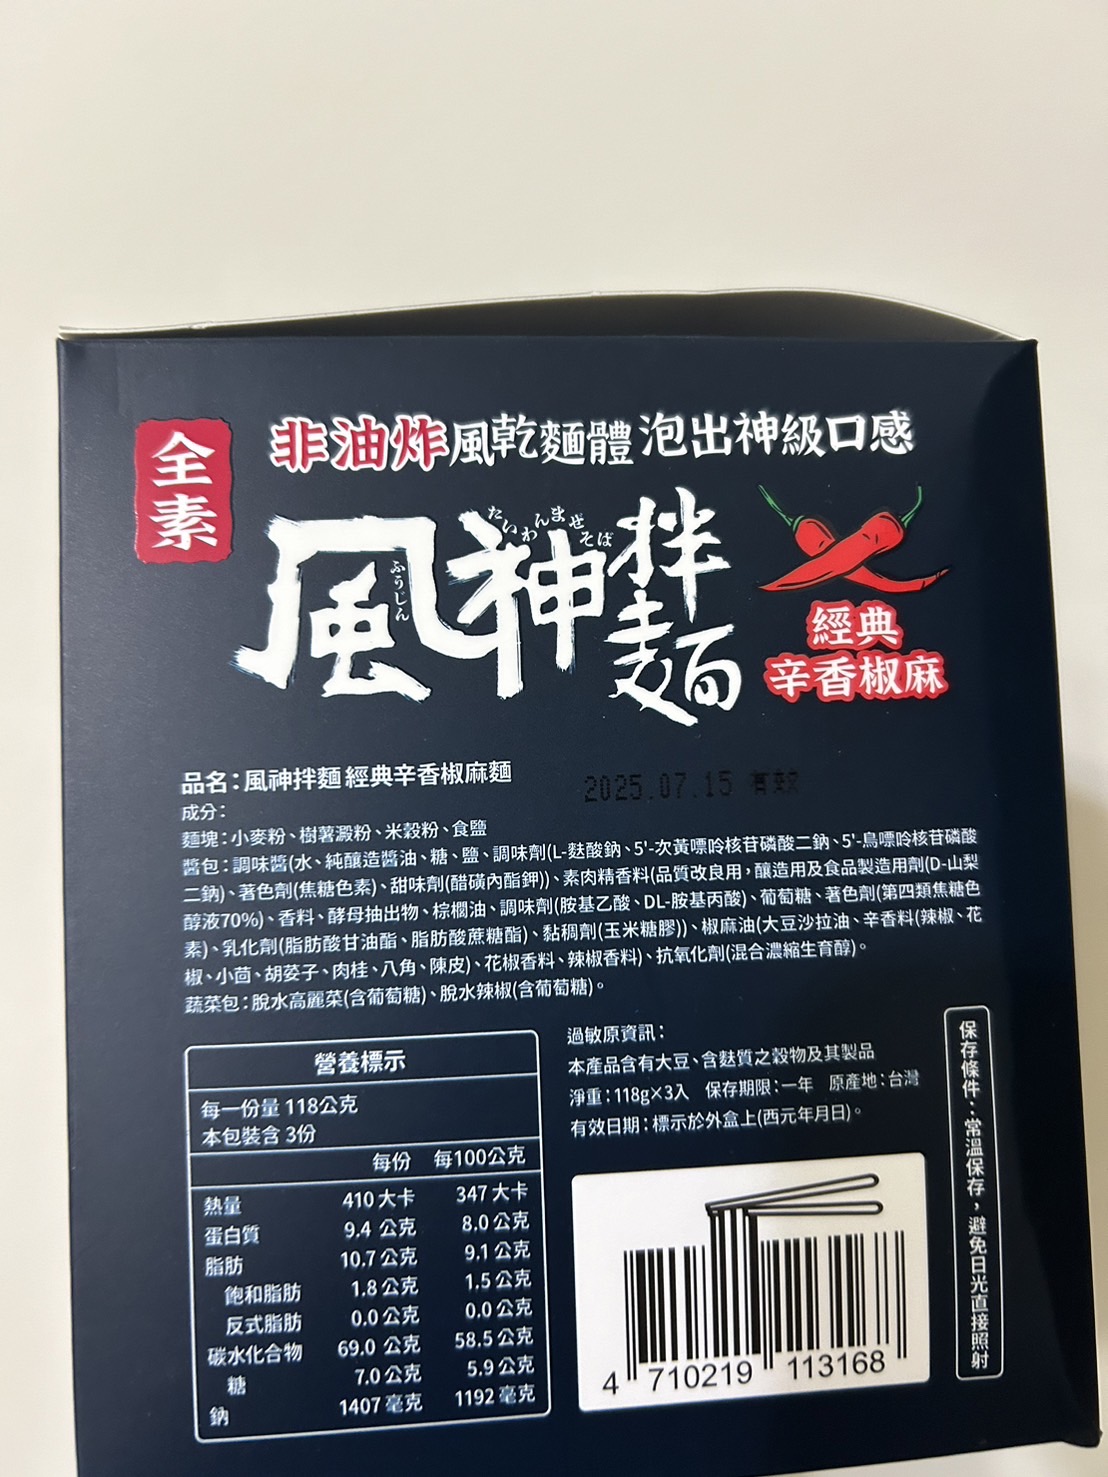 全素
非油炸風乾麵體 泡出神級口感
風神拌麵
ふうじん
たいわんまぜそば
經典
辛香椒麻
品名：風神拌麵 經典辛香椒麻麵
2025.07.15 有效
成分：
麵塊：小麥粉、樹薯澱粉、米穀粉、食鹽
醬包：調味醬(水、純釀造醬油、糖、鹽、調味劑(L-麩酸鈉、5'-次黃嘌呤核苷磷酸二鈉、5'-鳥嘌呤核苷磷酸
二鈉)、著色劑(焦糖色素)、甜味劑(醋磺內酯鉀))、素肉精香料(品質改良用，釀造用及食品製造用劑(D-山梨
醇液70%)、香料、酵母抽出物、棕櫚油、調味劑(胺基乙酸、DL-胺基丙酸)、葡萄糖、著色劑(第四類焦糖色
素)、乳化劑(脂肪酸甘油酯、脂肪酸蔗糖酯)、黏稠劑(玉米糖膠))、椒麻油(大豆沙拉油、辛香料(辣椒、花
椒、小茴、胡荽子、肉桂、八角、陳皮)、花椒香料、辣椒香料)、抗氧化劑(混合濃縮生育醇)。
蔬菜包：脫水高麗菜(含葡萄糖)、脫水辣椒(含葡萄糖)。
營養標示
每一份量 118公克
本包裝含 3份
每份 每100公克
熱量 410 大卡 347 大卡
蛋白質 9.4 公克 8.0 公克
脂肪 10.7 公克 9.1 公克
飽和脂肪 1.8 公克 1.5 公克
反式脂肪 0.0 公克 0.0 公克
碳水化合物 69.0 公克 58.5 公克
糖 7.0 公克 5.9 公克
鈉 1407 毫克 1192 毫克
過敏原資訊：
本產品含有大豆、含麩質之穀物及其製品
淨重：118g×3入 保存期限：一年 原產地：台灣
有效日期：標示於外盒上(西元年月日)。
4 710219 113168
保存條件：常溫保存，避免日光直接照射